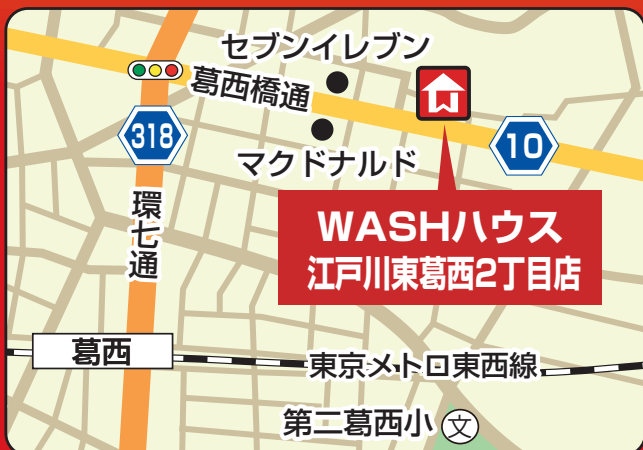 セブンイレブン
葛西橋通
318
10
マクドナルド
環七通
WASHハウス
江戸川東葛西2丁目店
葛西
東京メトロ東西線
第二葛西小
文